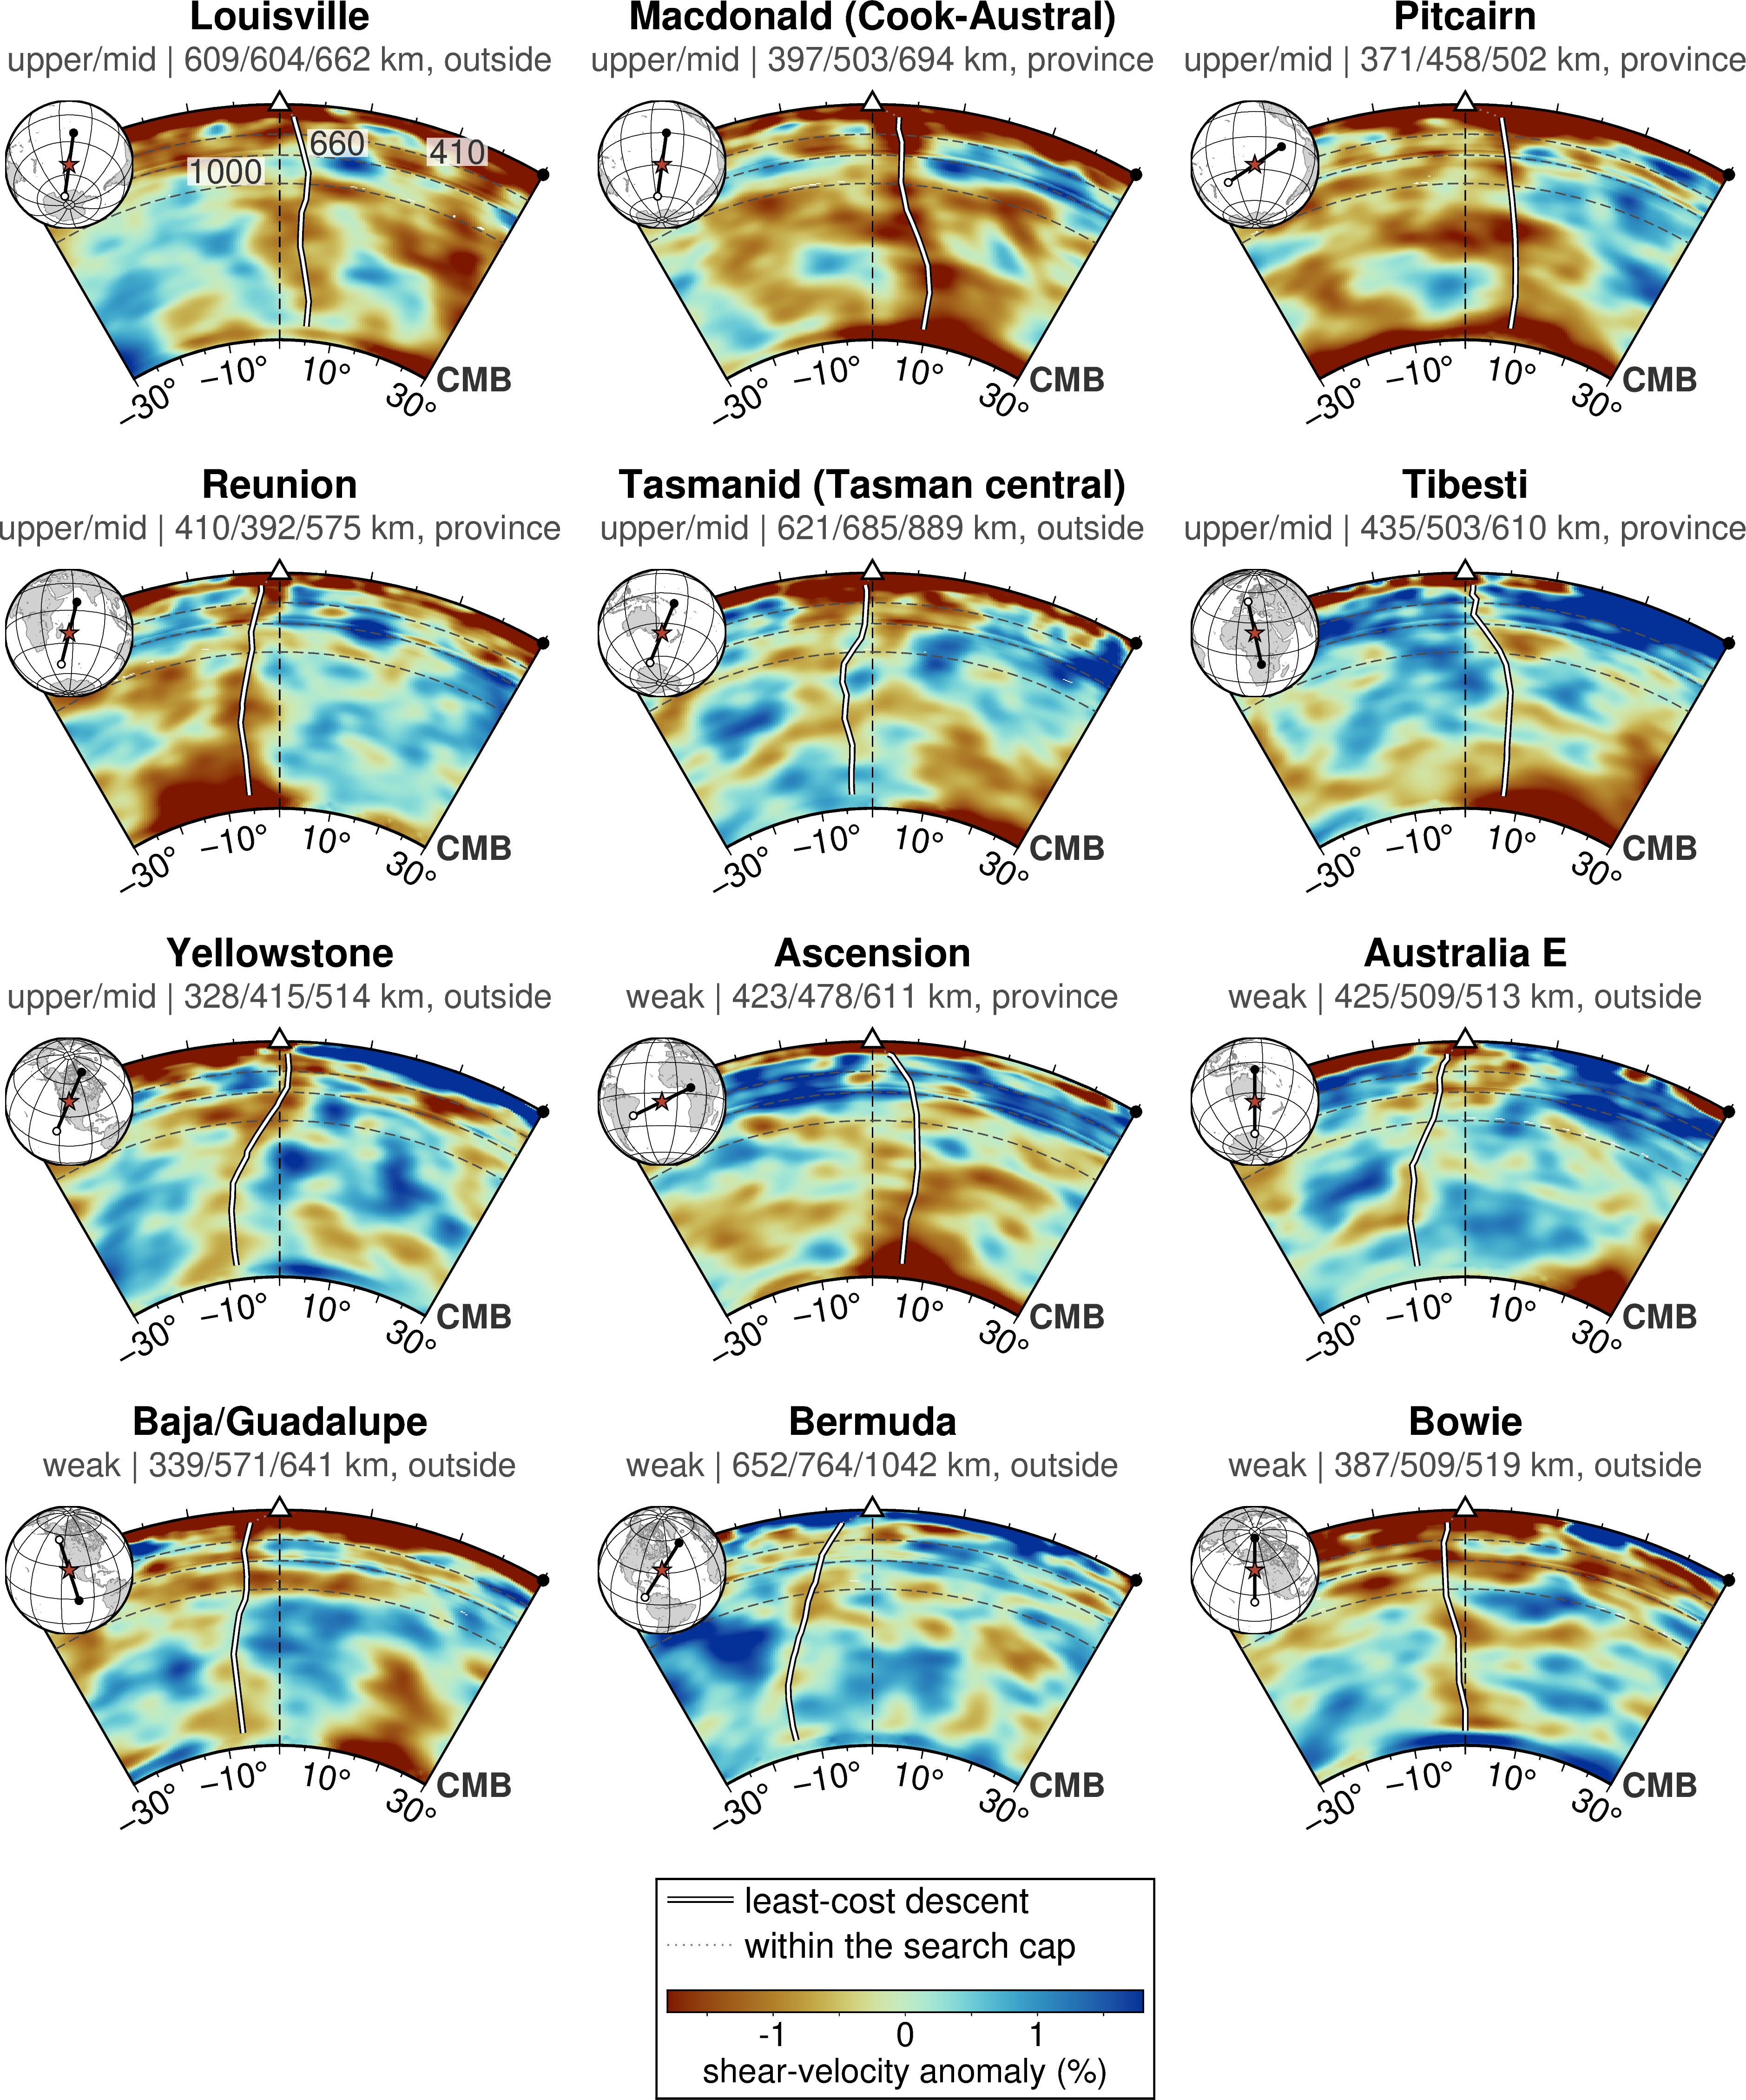 Louisville
upper/mid | 609/604/662 km, outside
1000
660
410
−30°
−10°
10°
30°
CMB
Macdonald (Cook-Austral)
upper/mid | 397/503/694 km, province
−30°
−10°
10°
30°
CMB
Pitcairn
upper/mid | 371/458/502 km, province
−30°
−10°
10°
30°
CMB
Reunion
upper/mid | 410/392/575 km, province
−30°
−10°
10°
30°
CMB
Tasmanid (Tasman central)
upper/mid | 621/685/889 km, outside
−30°
−10°
10°
30°
CMB
Tibesti
upper/mid | 435/503/610 km, province
−30°
−10°
10°
30°
CMB
Yellowstone
upper/mid | 328/415/514 km, outside
−30°
−10°
10°
30°
CMB
Ascension
weak | 423/478/611 km, province
−30°
−10°
10°
30°
CMB
Australia E
weak | 425/509/513 km, outside
−30°
−10°
10°
30°
CMB
Baja/Guadalupe
weak | 339/571/641 km, outside
−30°
−10°
10°
30°
CMB
Bermuda
weak | 652/764/1042 km, outside
−30°
−10°
10°
30°
CMB
Bowie
weak | 387/509/519 km, outside
−30°
−10°
10°
30°
CMB
least-cost descent
within the search cap
-1 0 1
shear-velocity anomaly (%)